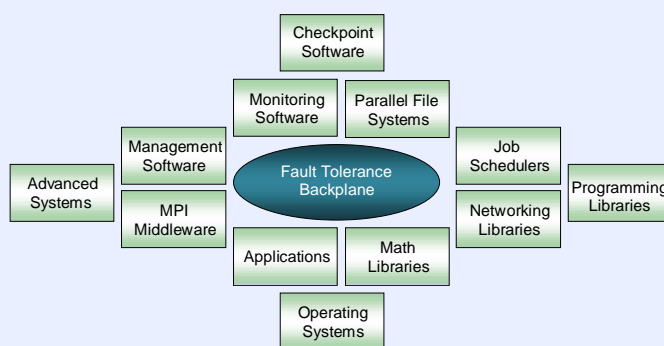 Checkpoint
Software
Monitoring
Software
Parallel File
Systems
Management
Software
Job
Schedulers
Fault Tolerance
Backplane
Advanced
Systems
Programming
Libraries
MPI
Middleware
Networking
Libraries
Applications
Math
Libraries
Operating
Systems